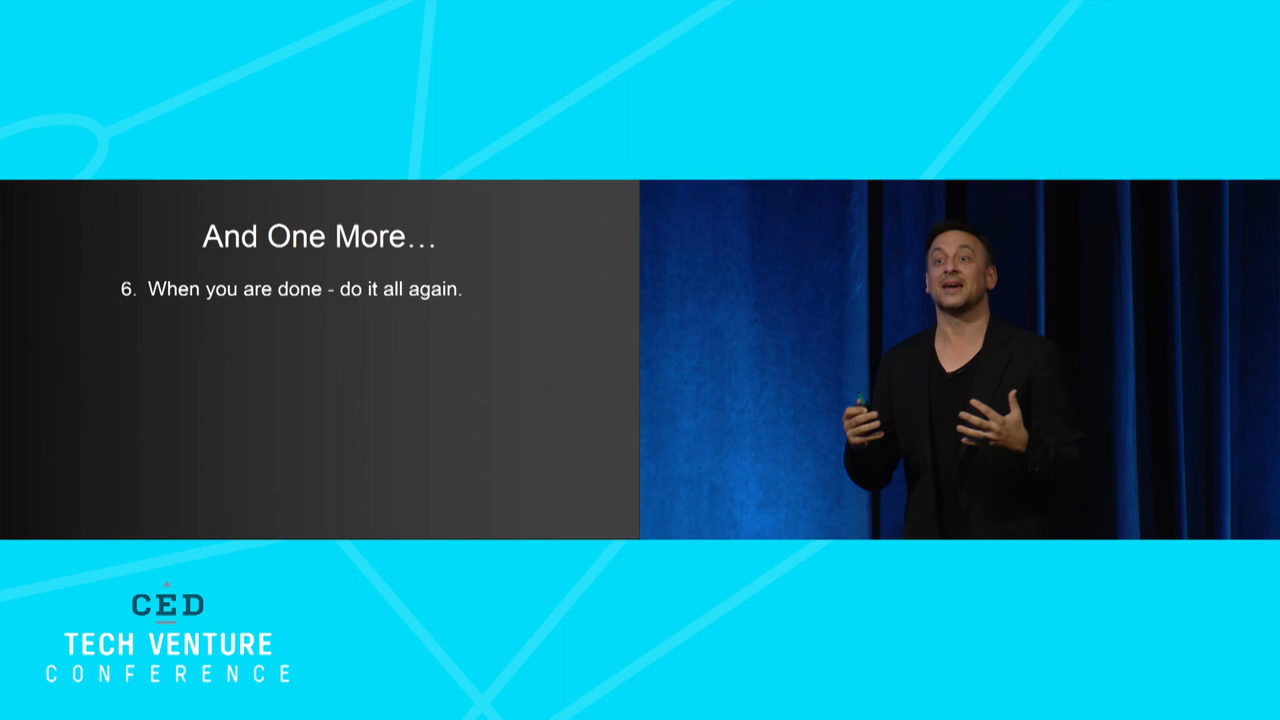 And One More…
6. When you are done - do it all again.
CED
TECH VENTURE
CONFERENCE